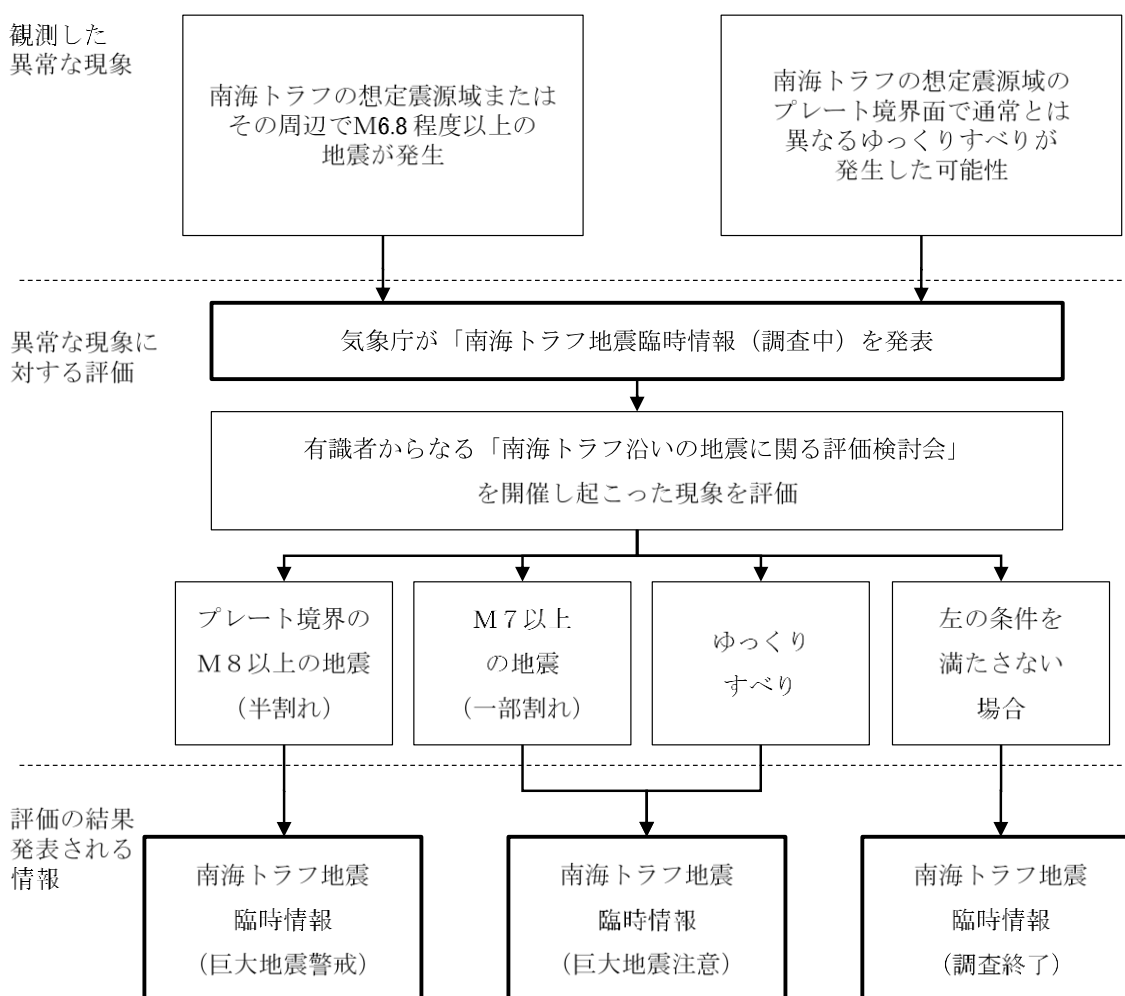 観測した
異常な現象
南海トラフの想定震源域または
その周辺でM6.8 程度以上の
地震が発生
南海トラフの想定震源域の
プレート境界面で通常とは
異なるゆっくりすべりが
発生した可能性
異常な現象に
対する評価
気象庁が「南海トラフ地震臨時情報（調査中）を発表
有識者からなる「南海トラフ沿いの地震に関る評価検討会」
を開催し起こった現象を評価
プレート境界の
Ｍ８以上の地震
（半割れ）
Ｍ７以上
の地震
（一部割れ）
ゆっくり
すべり
左の条件を
満たさない
場合
評価の結果
発表される
情報
南海トラフ地震
臨時情報
（巨大地震警戒）
南海トラフ地震
臨時情報
（巨大地震注意）
南海トラフ地震
臨時情報
（調査終了）